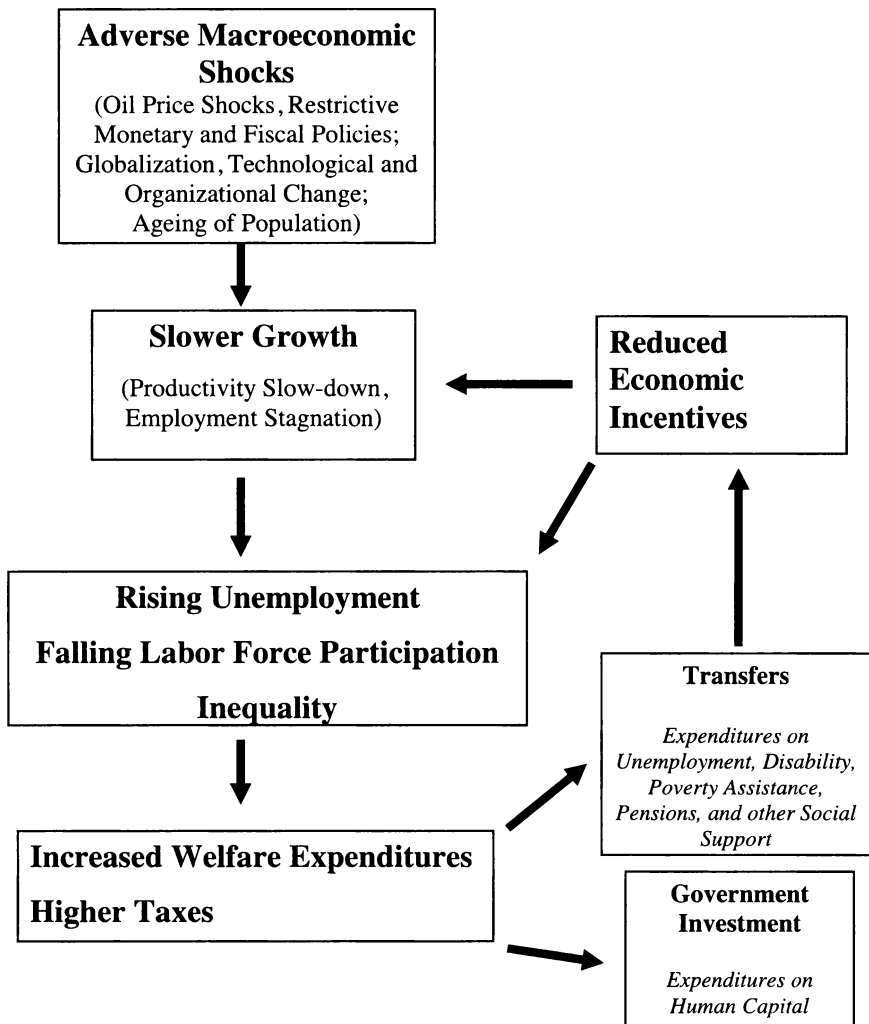 Adverse Macroeconomic
Shocks
(Oil Price Shocks, Restrictive
Monetary and Fiscal Policies;
Globalization, Technological and
Organizational Change;
Ageing of Population)
Slower Growth
(Productivity Slow-down,
Employment Stagnation)
Reduced
Economic
Incentives
Rising Unemployment
Falling Labor Force Participation
Inequality
Transfers
Expenditures on
Unemployment, Disability,
Poverty Assistance,
Pensions, and other Social
Support
Increased Welfare Expenditures
Higher Taxes
Government
Investment
Expenditures on
Human Capital